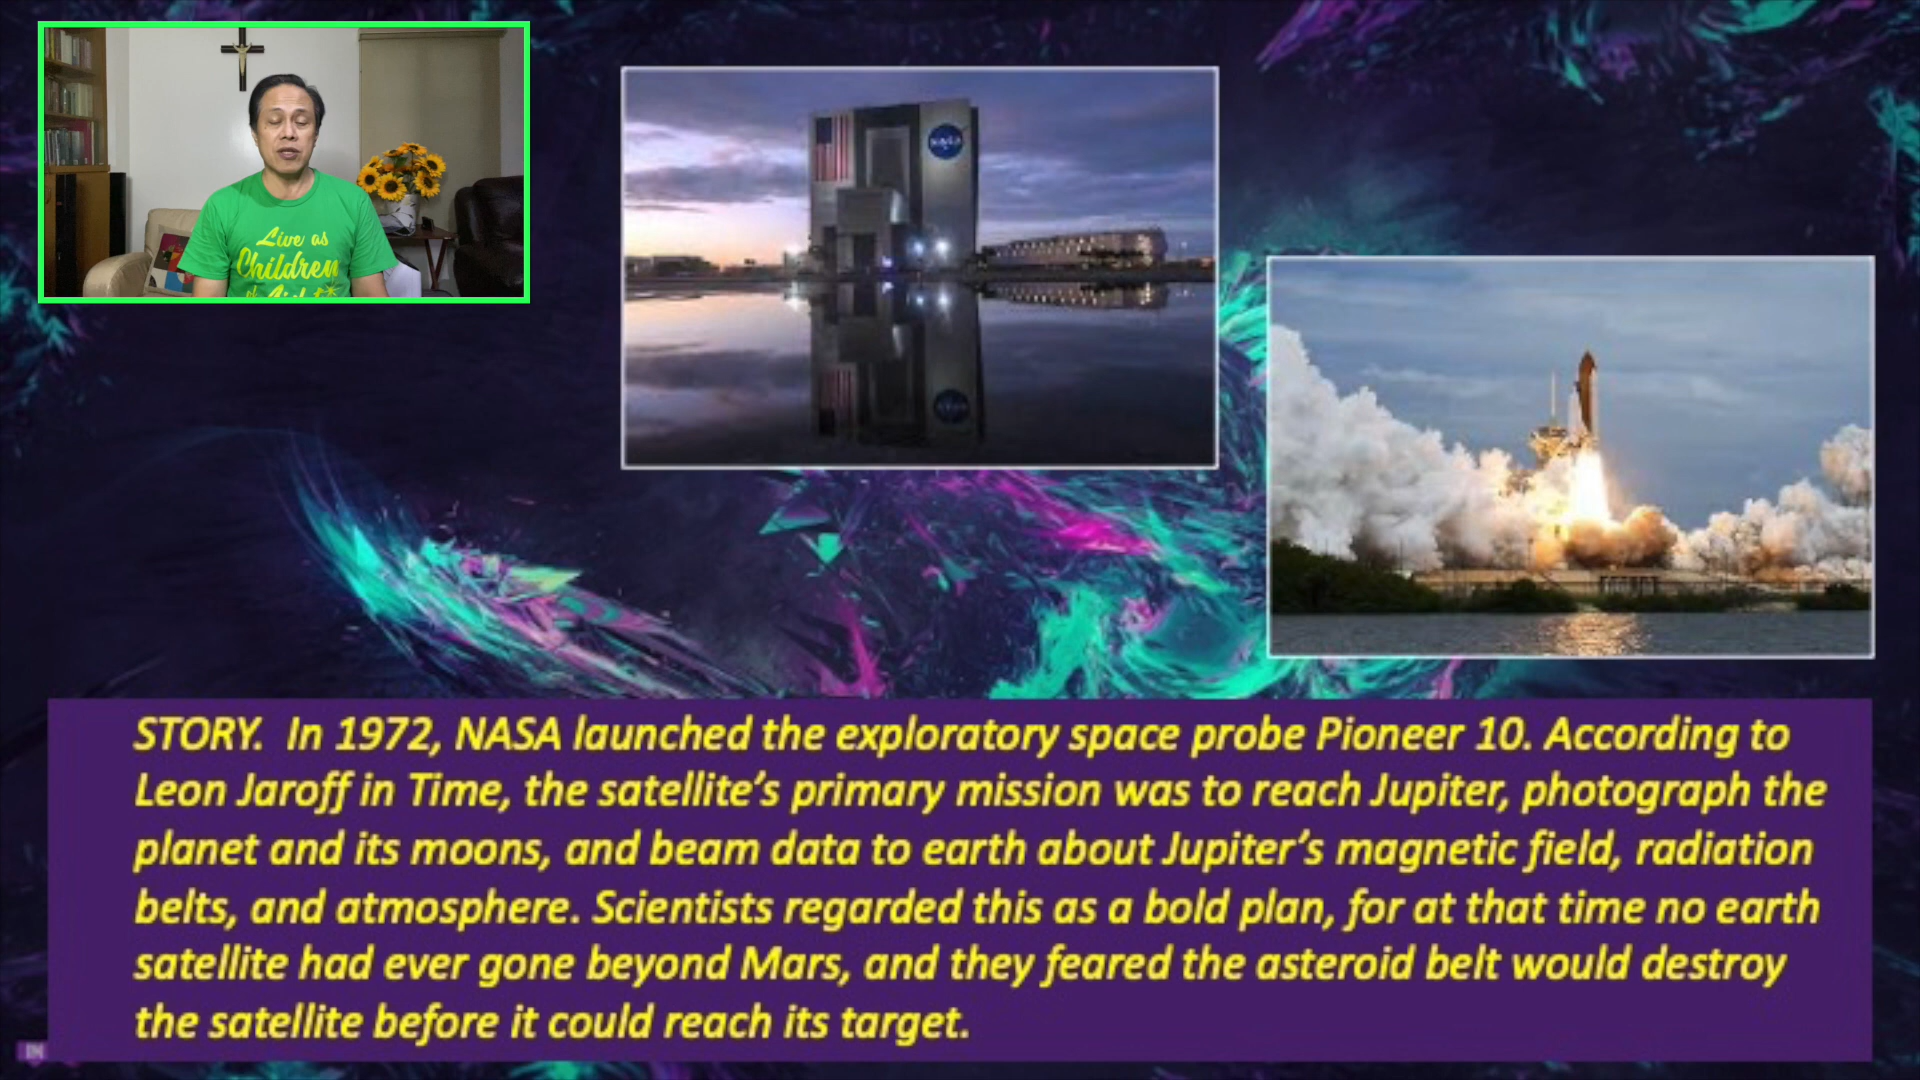 Live as
Children
NASA
STORY. In 1972, NASA launched the exploratory space probe Pioneer 10. According to
Leon Jaroff in Time, the satellite's primary mission was to reach Jupiter, photograph the
planet and its moons, and beam data to earth about Jupiter's magnetic field, radiation
belts, and atmosphere. Scientists regarded this as a bold plan, for at that time no earth
satellite had ever gone beyond Mars, and they feared the asteroid belt would destroy
the satellite before it could reach its target.